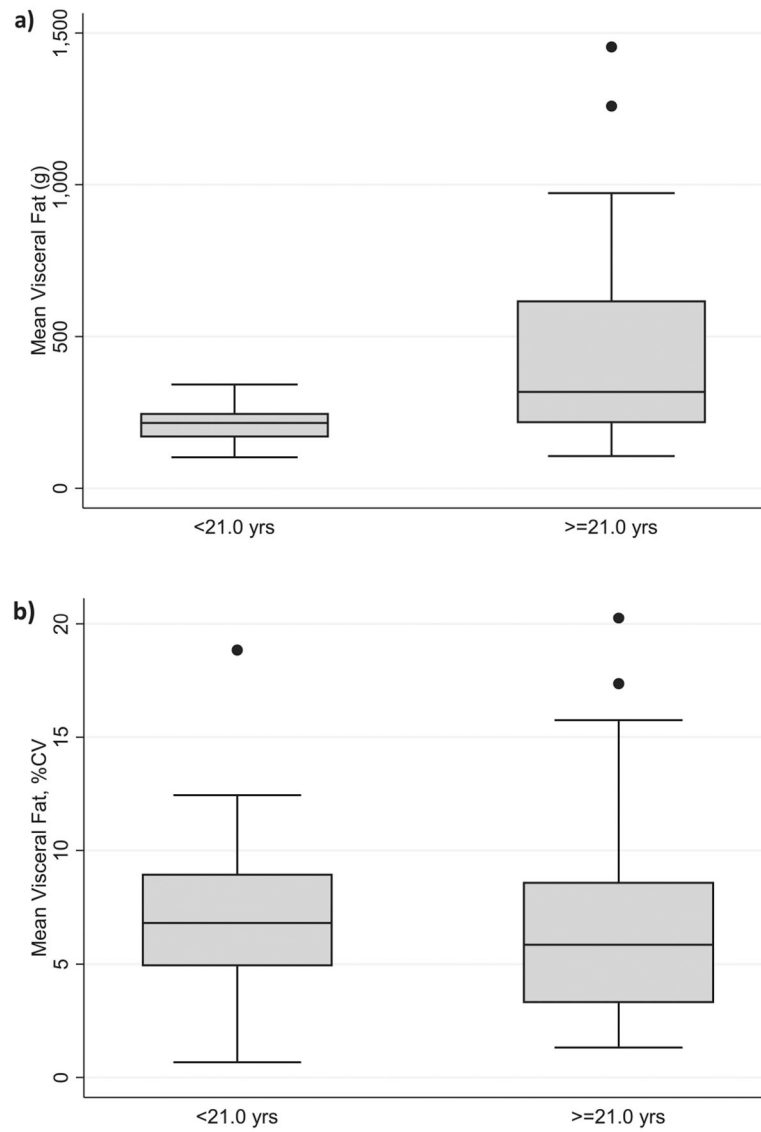 a)
Mean Visceral Fat (g)
1,500
1,000
500
0
<21.0 yrs >=21.0 yrs
b)
Mean Visceral Fat, %CV
20
15
10
5
0
<21.0 yrs >=21.0 yrs